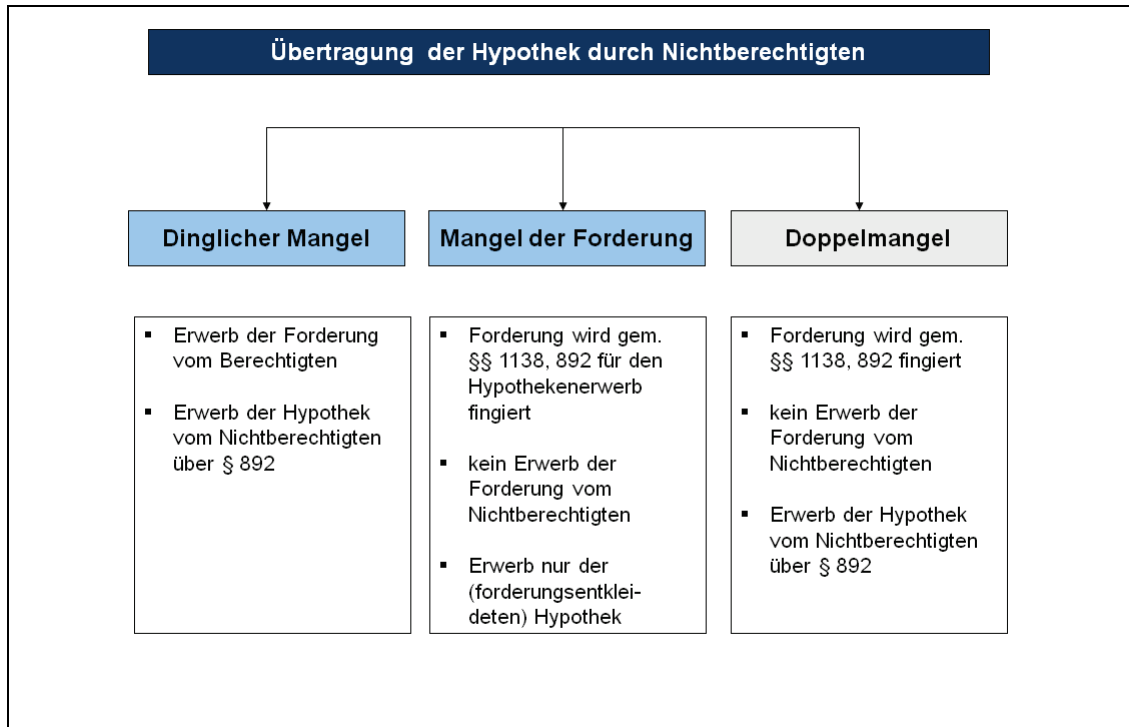 Übertragung der Hypothek durch Nichtberechtigten
Dinglicher Mangel
▪ Erwerb der Forderung
vom Berechtigten
▪ Erwerb der Hypothek
vom Nichtberechtigten
über § 892
Mangel der Forderung
▪ Forderung wird gem.
§§ 1138, 892 für den
Hypothekenerwerb
fingiert
▪ kein Erwerb der
Forderung vom
Nichtberechtigten
▪ Erwerb nur der
(forderungsentklei-
deten) Hypothek
Doppelmangel
▪ Forderung wird gem.
§§ 1138, 892 fingiert
▪ kein Erwerb der
Forderung vom
Nichtberechtigten
▪ Erwerb der Hypothek
vom Nichtberechtigten
über § 892